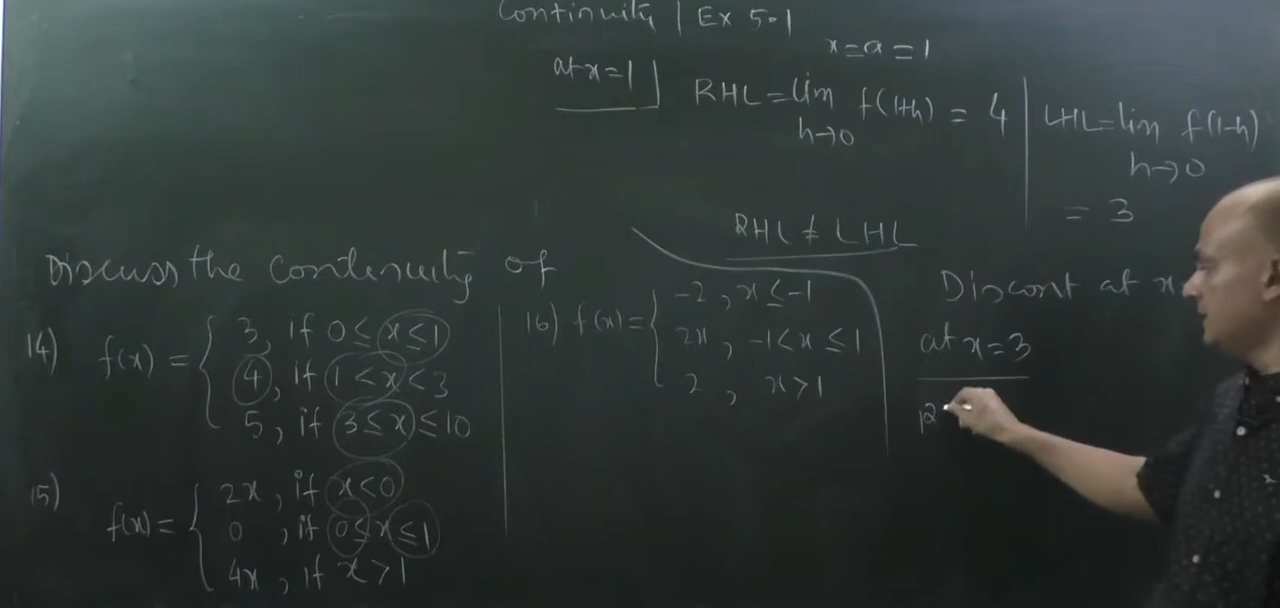 Continuity | Ex 5.1
x=a=1
at x=1
RHL=lim f(1+h) = 4
h→0
LHL=lim f(1-h)
h→0
= 3
RHL ≠ LHL
Discont at x
at x=3
Discuss the continuity of
14) f(x) = { 3, if 0≤x≤1
4, if 1<x<3
5, if 3≤x≤10
15) f(x) = { 2x, if x<0
0, if 0≤x≤1
4x, if x>1
16) f(x) = { -2, x≤-1
2x, -1<x≤1
2, x>1